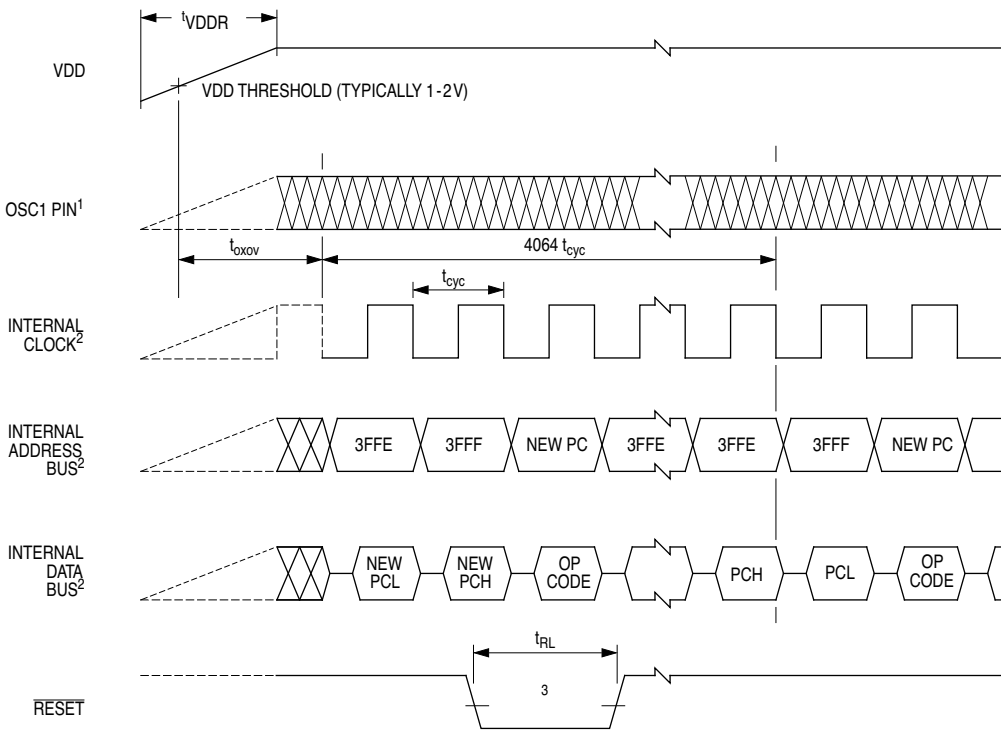 tVDDR
VDD
VDD THRESHOLD (TYPICALLY 1-2V)
OSC1 PIN1
toxov
4064 tcyc
tcyc
INTERNAL
CLOCK2
INTERNAL
ADDRESS
BUS2
3FFE 3FFF NEW PC 3FFE 3FFE 3FFF NEW PC
INTERNAL
DATA
BUS2
NEW
PCL
NEW
PCH
OP
CODE
PCH
PCL
OP
CODE
tRL
3
RESET